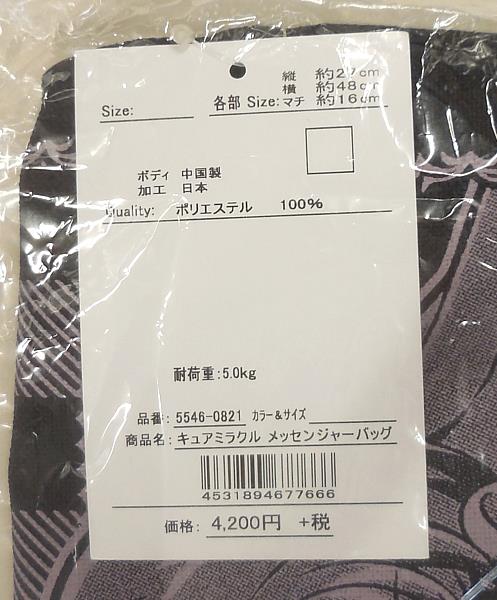 Size:
各部 Size:
縦 約27cm
横 約48cm
マチ 約16cm
ボディ 中国製
加工 日本
Quality: ポリエステル 100%
耐荷重:5.0kg
品番: 5546-0821 カラー&サイズ
商品名: キュアミラクル メッセンジャーバッグ
4531894677666
価格: 4,200円 +税